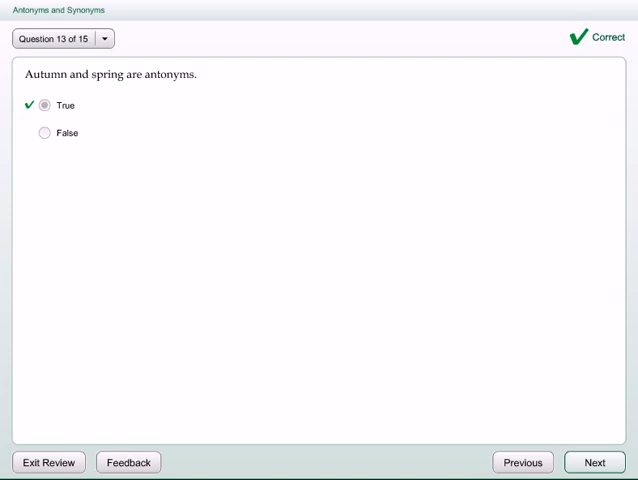 Antonyms and Synonyms
Question 13 of 15
Correct
Autumn and spring are antonyms.
True
False
Exit Review
Feedback
Previous
Next